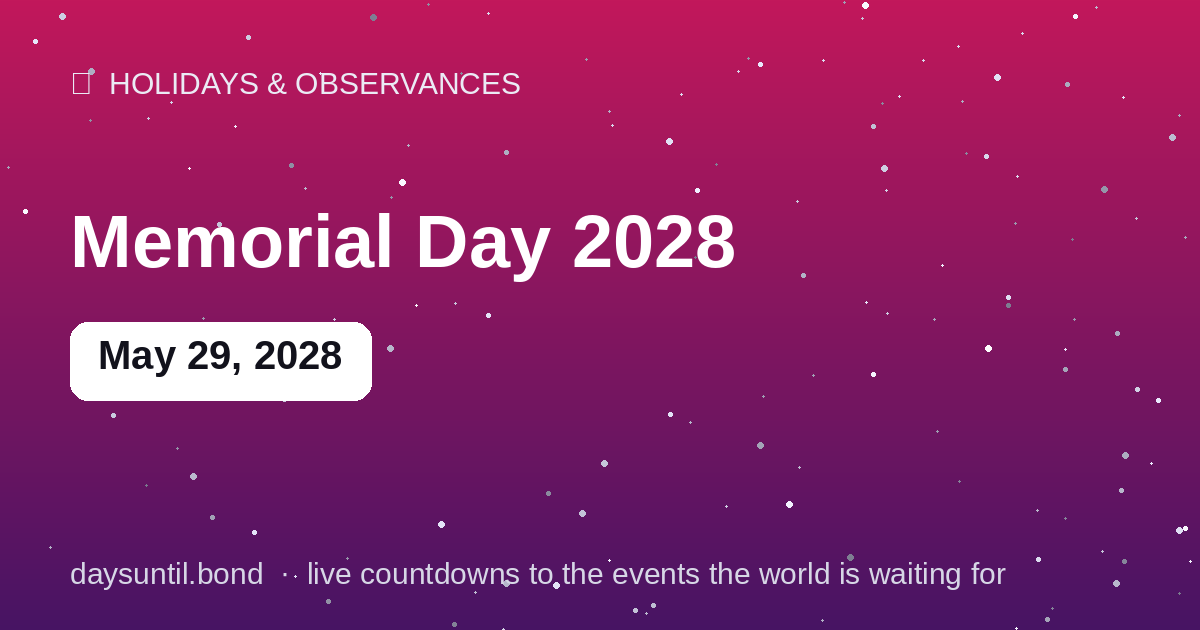 HOLIDAYS & OBSERVANCES
Memorial Day 2028
May 29, 2028
daysuntil.bond · live countdowns to the events the world is waiting for